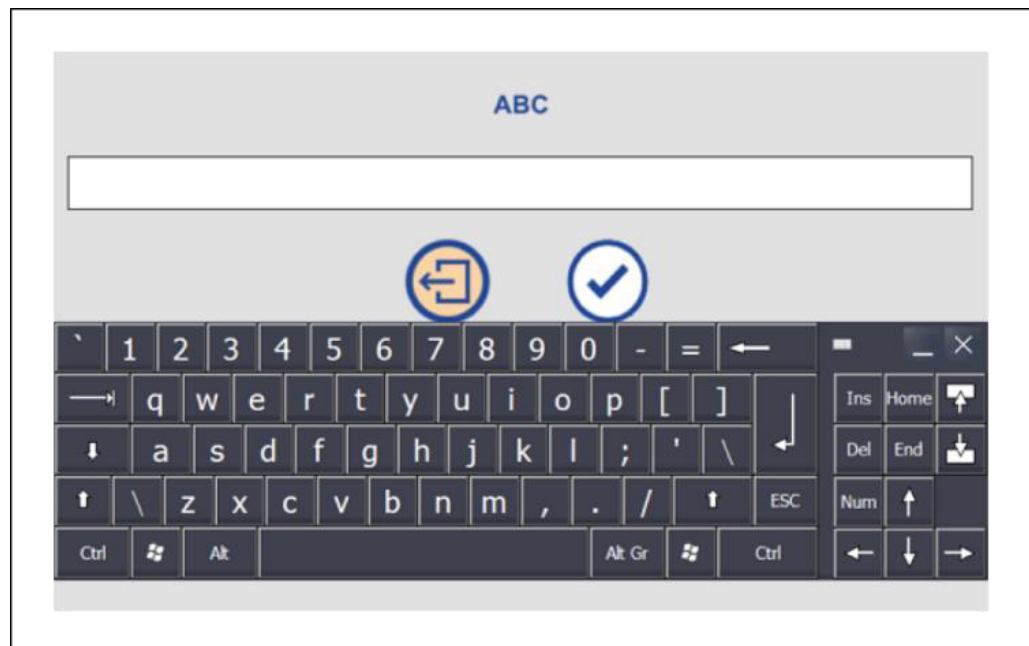 ABC
` 1 2 3 4 5 6 7 8 9 0 - =
q w e r t y u i o p [ ] Ins Home
a s d f g h j k l ; ' \ Del End
\ z x c v b n m , . / ESC Num
Ctrl Alt Alt Gr Ctrl